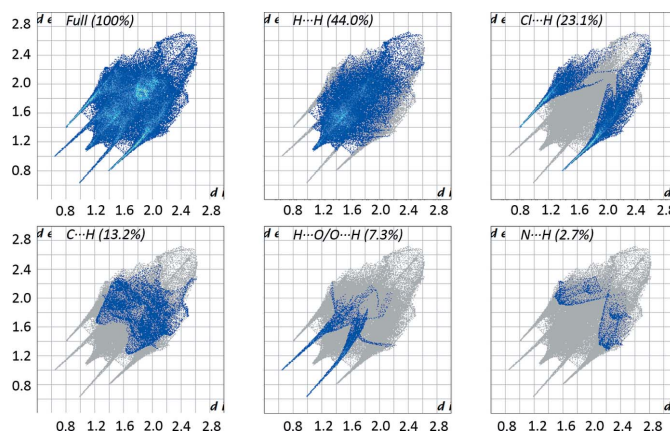 d e Full (100%)
2.8
2.4
2.0
1.6
1.2
0.8
d i
0.8 1.2 1.6 2.0 2.4 2.8
d e H···H (44.0%)
d i
0.8 1.2 1.6 2.0 2.4 2.8
d e Cl···H (23.1%)
d i
0.8 1.2 1.6 2.0 2.4 2.8
d e C···H (13.2%)
2.8
2.4
2.0
1.6
1.2
0.8
d i
0.8 1.2 1.6 2.0 2.4 2.8
d e H···O/O···H (7.3%)
d i
0.8 1.2 1.6 2.0 2.4 2.8
d e N···H (2.7%)
d i
0.8 1.2 1.6 2.0 2.4 2.8